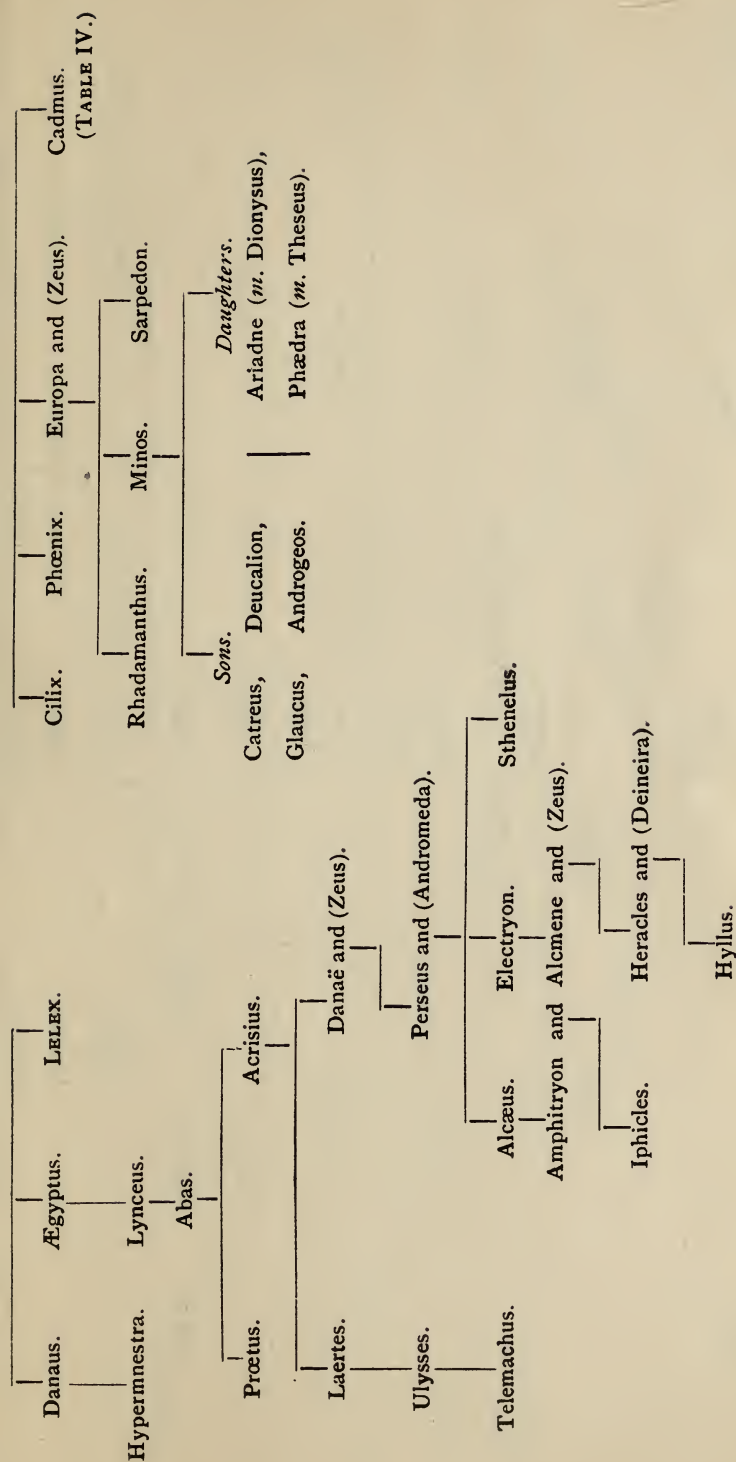 Danaus. Ægyptus. LELEX. Cilix. Phœnix. Europa and (Zeus). Cadmus.
(TABLE IV.)
Hypermnestra. Lynceus. Rhadamanthus. Minos. Sarpedon.
Abas.
Sons. Daughters.
Prœtus. Acrisius. Catreus, Deucalion, Ariadne (m. Dionysus),
Glaucus, Androgeos. Phædra (m. Theseus).
Laertes. Danaë and (Zeus).
Ulysses. Perseus and (Andromeda).
Telemachus. Alcæus. Electryon. Sthenelus.
Amphitryon and Alcmene and (Zeus).
Iphicles. Heracles and (Deineira).
Hyllus.